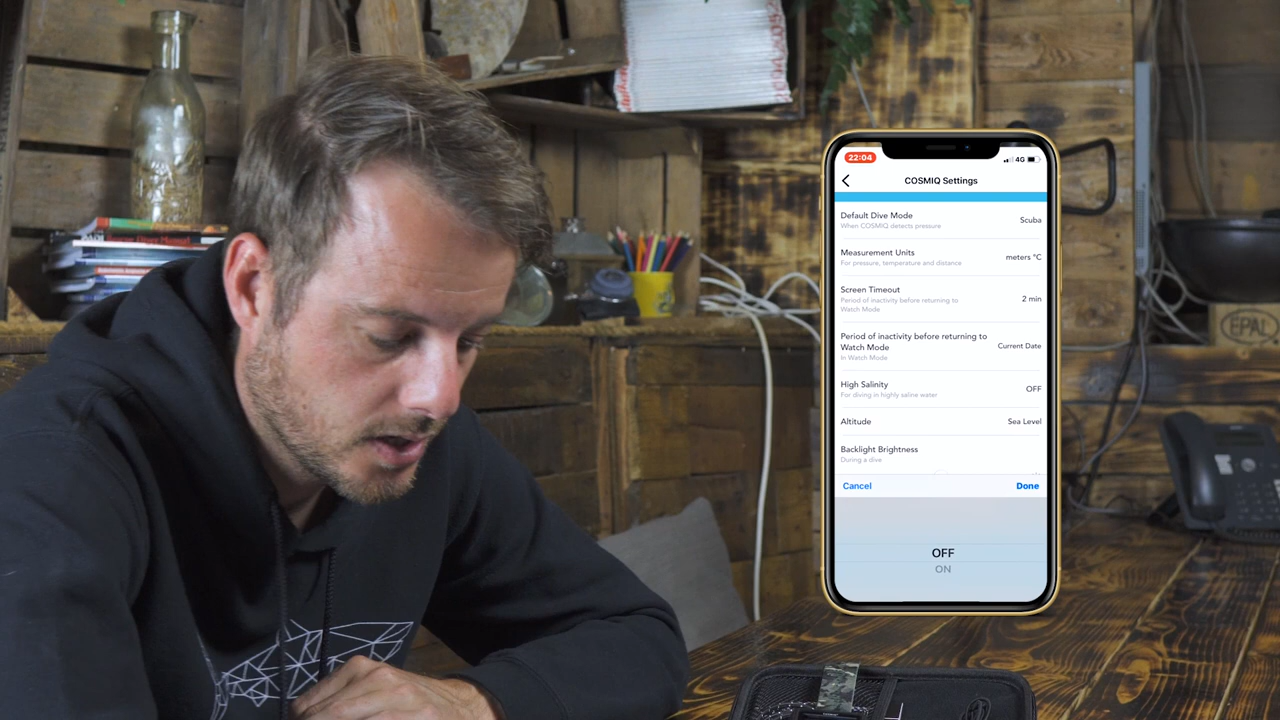 22:04
4G
COSMIQ Settings
Default Dive Mode
When COSMIQ detects pressure
Scuba
Measurement Units
For pressure, temperature and distance
meters °C
Screen Timeout
Period of inactivity before returning to
Watch Mode
2 min
Period of inactivity before returning to
Watch Mode
In Watch Mode
Current Date
High Salinity
For diving in highly saline water
OFF
Altitude
Sea Level
Backlight Brightness
During a dive
Cancel
Done
OFF
ON
EPAL